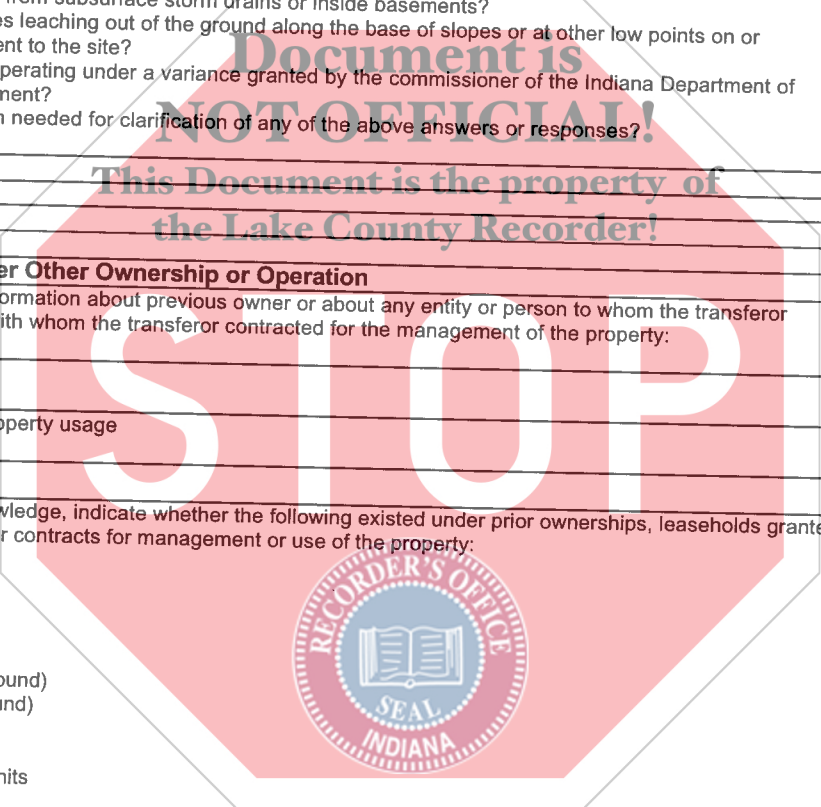 from subsurface storm drains or inside basements?
es leaching out of the ground along the base of slopes or at other low points on or
ent to the site?
Document is
perating under a variance granted by the commissioner of the Indiana Department of
ment?
NOT OFFICIAL!
n needed for clarification of any of the above answers or responses?
This Document is the property of
the Lake County Recorder!
er Other Ownership or Operation
ormation about previous owner or about any entity or person to whom the transferor
ith whom the transferor contracted for the management of the property:
STOP
operty usage
wledge, indicate whether the following existed under prior ownerships, leaseholds grante
r contracts for management or use of the property:
RECORDER'S OFFICE
SEAL
INDIANA
ound)
und)
mits